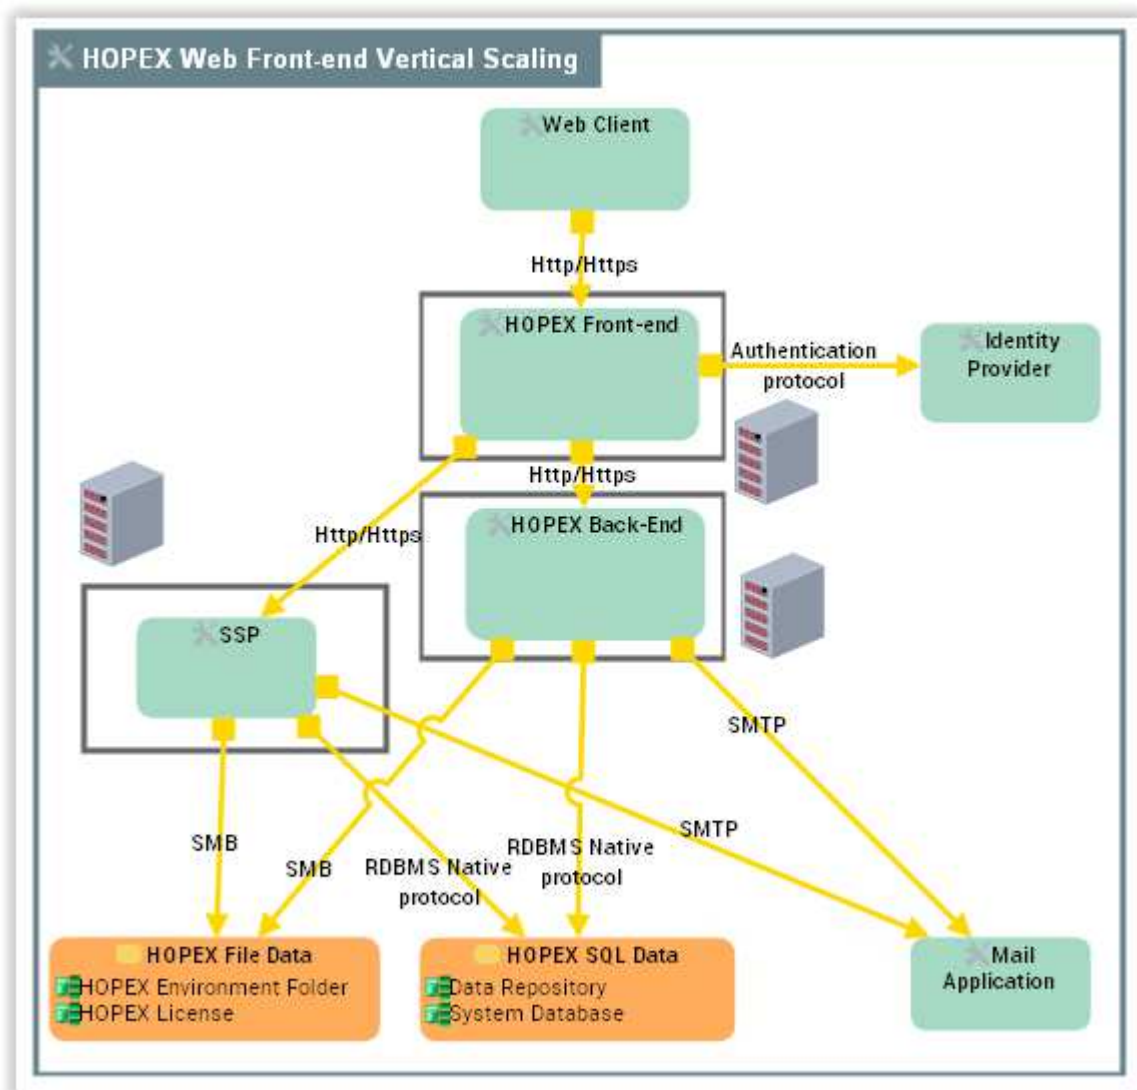 HOPEX Web Front-end Vertical Scaling
Web Client
Http/Https
HOPEX Front-end
Authentication
protocol
Identity
Provider
Http/Https
Http/Https
HOPEX Back-End
SSP
SMTP
SMB
SMB
RDBMS Native
protocol
RDBMS Native
protocol
SMTP
HOPEX File Data
HOPEX Environment Folder
HOPEX License
HOPEX SQL Data
Data Repository
System Database
Mail
Application